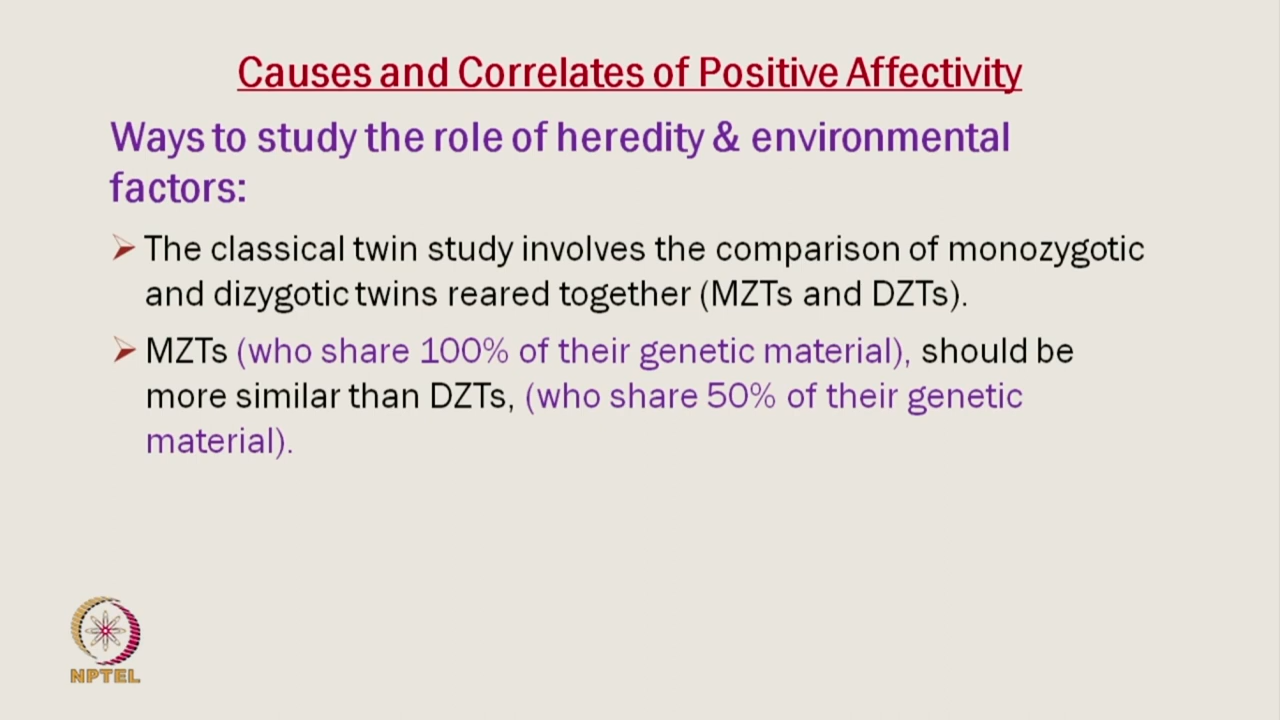 Causes and Correlates of Positive Affectivity
Ways to study the role of heredity & environmental
factors:
The classical twin study involves the comparison of monozygotic
and dizygotic twins reared together (MZTs and DZTs).
MZTs (who share 100% of their genetic material), should be
more similar than DZTs, (who share 50% of their genetic
material).
NPTEL